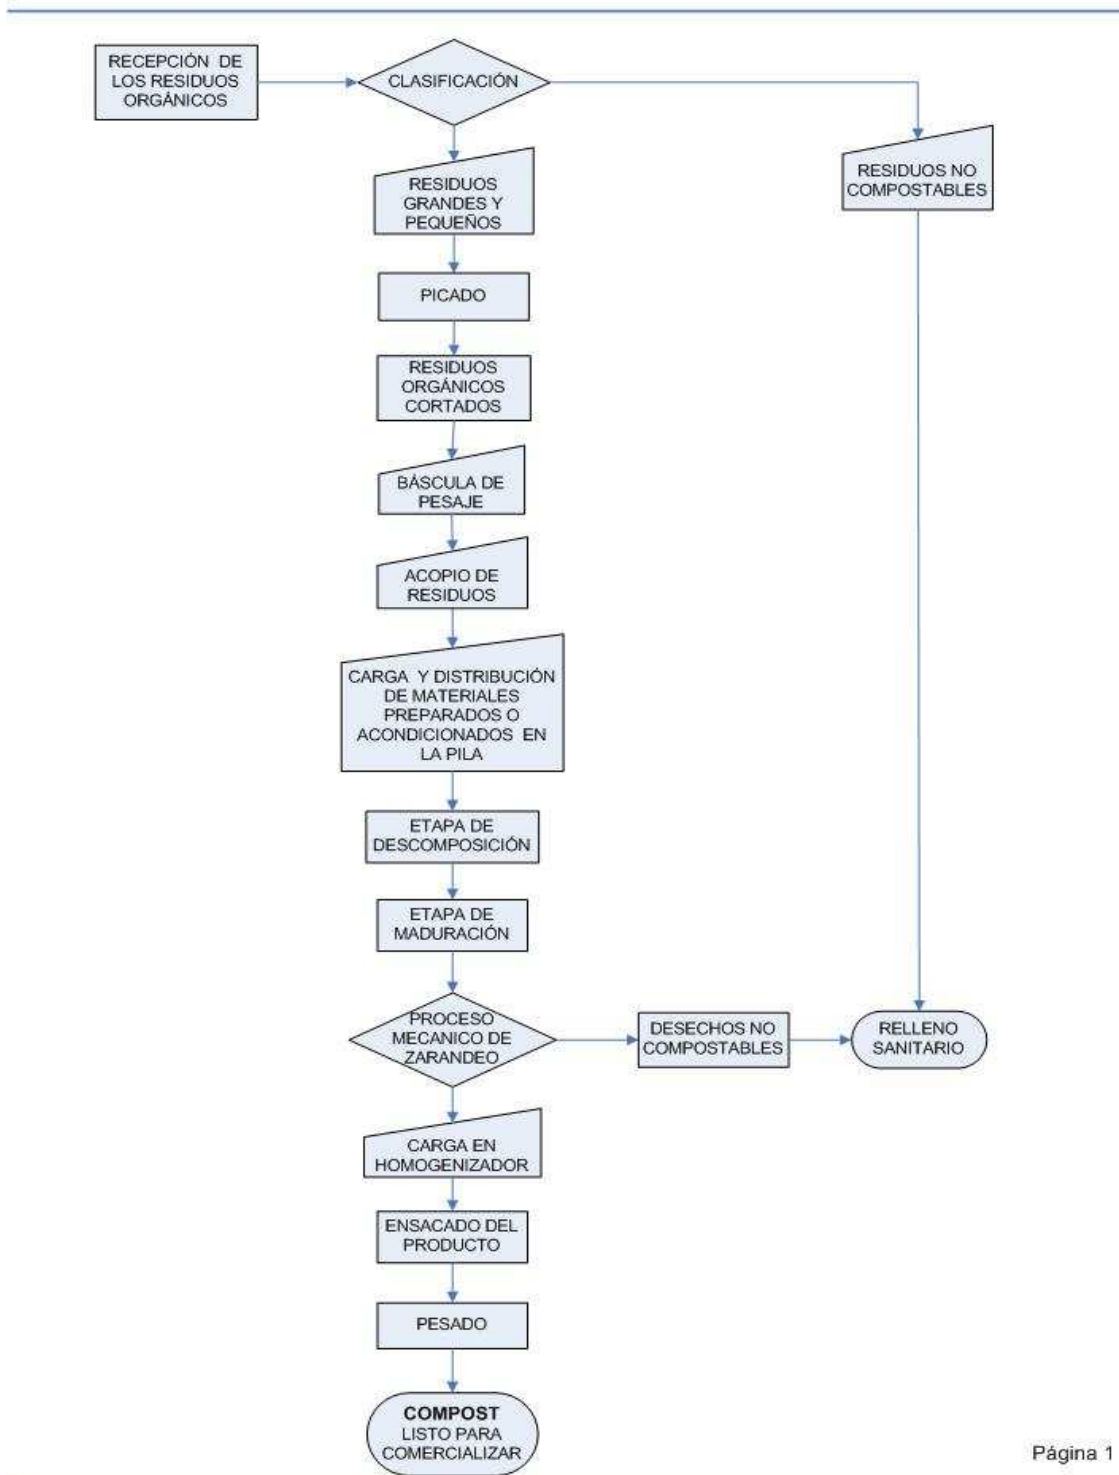 RECEPCIÓN DE
LOS RESIDUOS
ORGÁNICOS
CLASIFICACIÓN
RESIDUOS NO
COMPOSTABLES
RESIDUOS
GRANDES Y
PEQUEÑOS
PICADO
RESIDUOS
ORGÁNICOS
CORTADOS
BÁSCULA DE
PESAJE
ACOPIO DE
RESIDUOS
CARGA Y DISTRIBUCIÓN
DE MATERIALES
PREPARADOS O
ACONDICIONADOS EN
LA PILA
ETAPA DE
DESCOMPOSICIÓN
ETAPA DE
MADURACIÓN
PROCESO
MECANICO DE
ZARANDEO
DESECHOS NO
COMPOSTABLES
RELLENO
SANITARIO
CARGA EN
HOMOGENIZADOR
ENSACADO DEL
PRODUCTO
PESADO
COMPOST
LISTO PARA
COMERCIALIZAR
Página 1